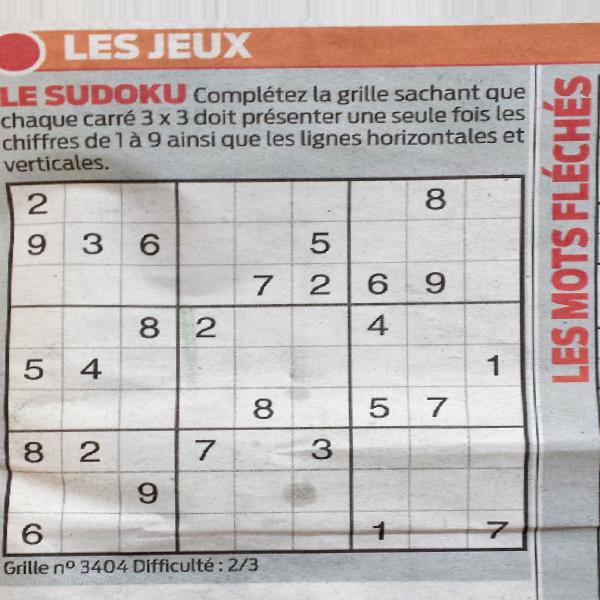 LES JEUX
LE SUDOKU Complétez la grille sachant que
chaque carré 3 x 3 doit présenter une seule fois les
chiffres de 1 à 9 ainsi que les lignes horizontales et
verticales.
2 8
9 3 6 5
7 2 6 9
8 2 4
5 4 1
8 5 7
8 2 7 3
9
6 1 7
Grille nº 3404 Difficulté : 2/3
LES MOTS FLÉCHÉS